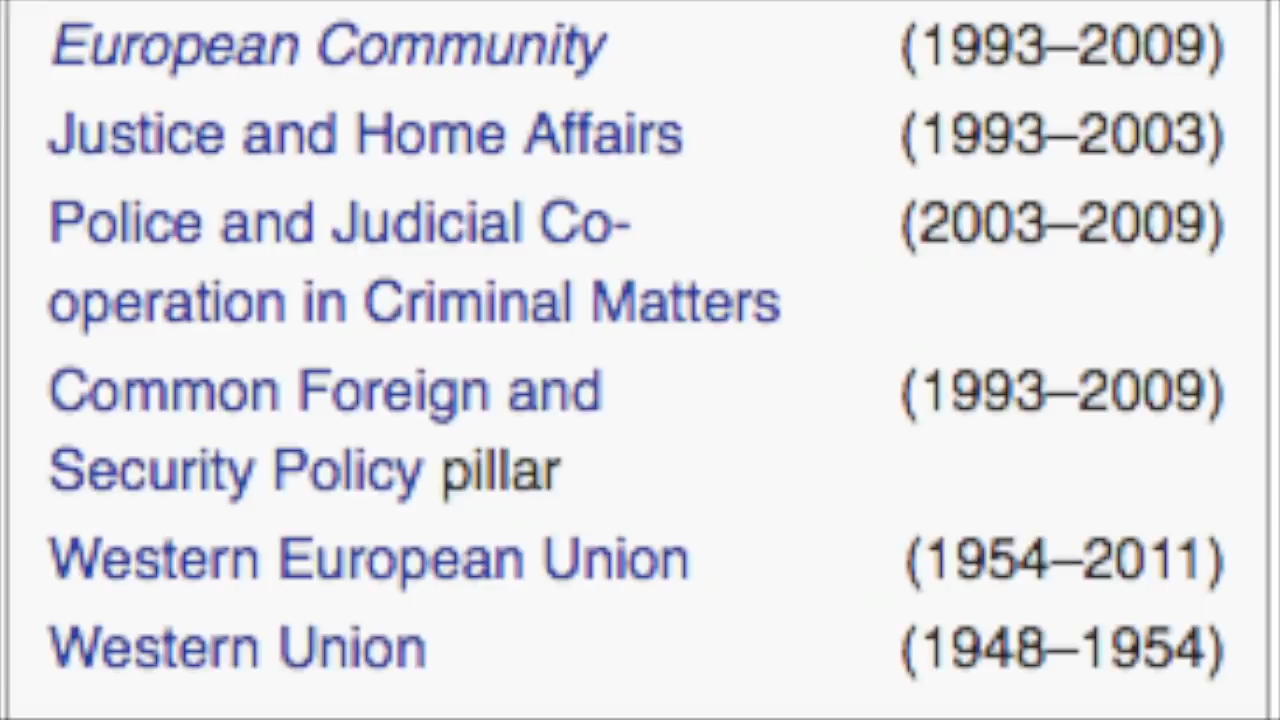 European Community (1993–2009)
Justice and Home Affairs (1993–2003)
Police and Judicial Co- (2003–2009)
operation in Criminal Matters
Common Foreign and (1993–2009)
Security Policy pillar
Western European Union (1954–2011)
Western Union (1948–1954)